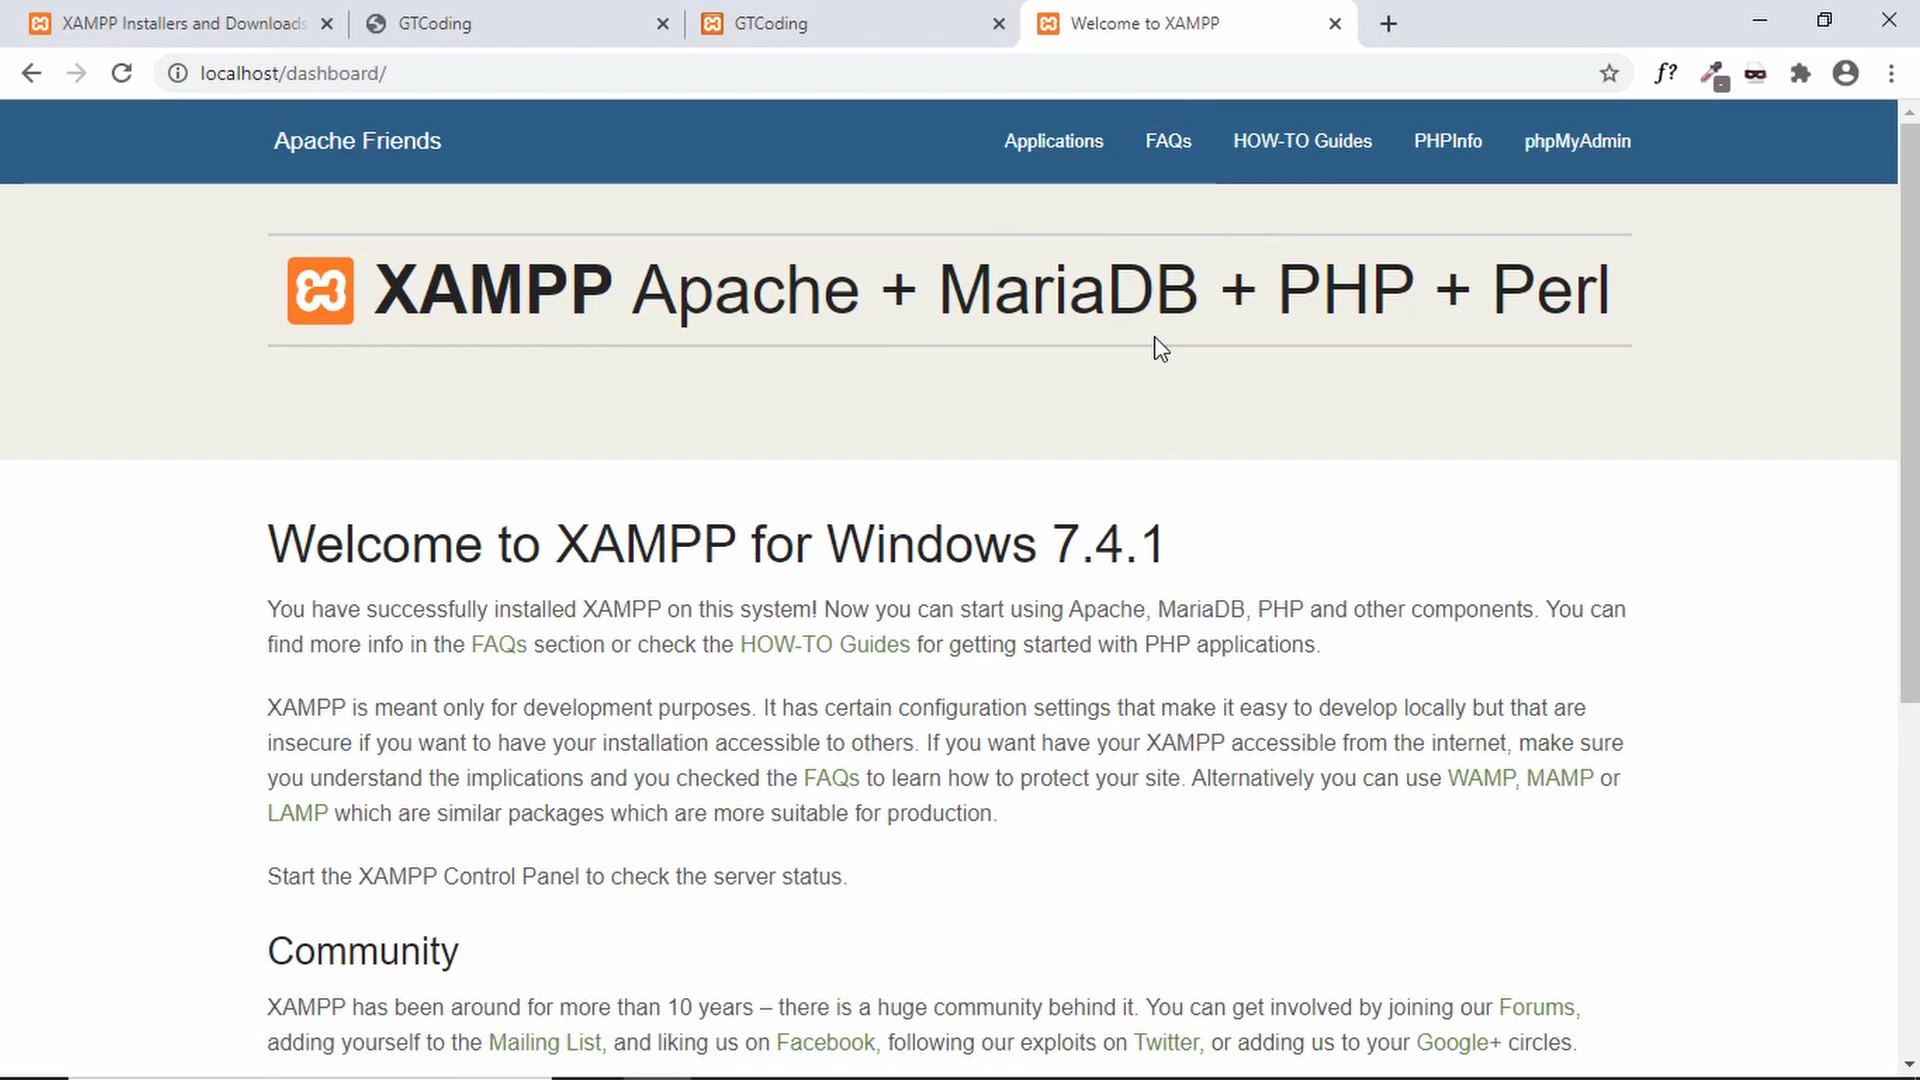 XAMPP Installers and Downloads
GTCoding
GTCoding
Welcome to XAMPP
localhost/dashboard/
f?
Apache Friends
Applications
FAQs
HOW-TO Guides
PHPInfo
phpMyAdmin
XAMPP Apache + MariaDB + PHP + Perl
Welcome to XAMPP for Windows 7.4.1
You have successfully installed XAMPP on this system! Now you can start using Apache, MariaDB, PHP and other components. You can
find more info in the FAQs section or check the HOW-TO Guides for getting started with PHP applications.
XAMPP is meant only for development purposes. It has certain configuration settings that make it easy to develop locally but that are
insecure if you want to have your installation accessible to others. If you want have your XAMPP accessible from the internet, make sure
you understand the implications and you checked the FAQs to learn how to protect your site. Alternatively you can use WAMP, MAMP or
LAMP which are similar packages which are more suitable for production.
Start the XAMPP Control Panel to check the server status.
Community
XAMPP has been around for more than 10 years – there is a huge community behind it. You can get involved by joining our Forums,
adding yourself to the Mailing List, and liking us on Facebook, following our exploits on Twitter, or adding us to your Google+ circles.